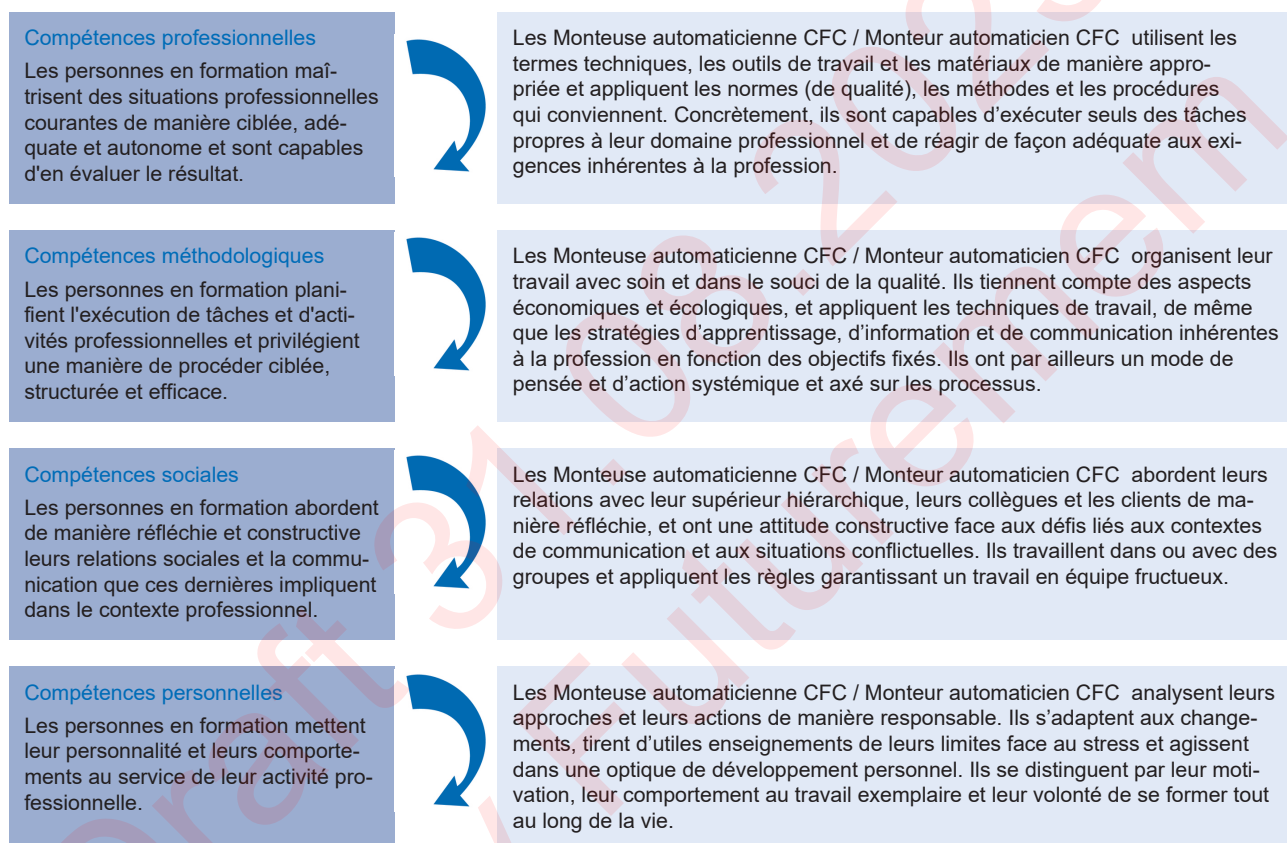 Compétences professionnelles
Les personnes en formation maî-
trisent des situations professionnelles
courantes de manière ciblée, adé-
quate et autonome et sont capables
d'en évaluer le résultat.
Les Monteuse automaticienne CFC / Monteur automaticien CFC  utilisent les
termes techniques, les outils de travail et les matériaux de manière appro-
priée et appliquent les normes (de qualité), les méthodes et les procédures
qui conviennent. Concrètement, ils sont capables d’exécuter seuls des tâches
propres à leur domaine professionnel et de réagir de façon adéquate aux exi-
gences inhérentes à la profession.
Compétences méthodologiques
Les personnes en formation plani-
fient l'exécution de tâches et d'acti-
vités professionnelles et privilégient
une manière de procéder ciblée,
structurée et efficace.
Les Monteuse automaticienne CFC / Monteur automaticien CFC  organisent leur
travail avec soin et dans le souci de la qualité. Ils tiennent compte des aspects
économiques et écologiques, et appliquent les techniques de travail, de même
que les stratégies d’apprentissage, d’information et de communication inhérentes
à la profession en fonction des objectifs fixés. Ils ont par ailleurs un mode de
pensée et d’action systémique et axé sur les processus.
Compétences sociales
Les personnes en formation abordent
de manière réfléchie et constructive
leurs relations sociales et la commu-
nication que ces dernières impliquent
dans le contexte professionnel.
Les Monteuse automaticienne CFC / Monteur automaticien CFC  abordent leurs
relations avec leur supérieur hiérarchique, leurs collègues et les clients de ma-
nière réfléchie, et ont une attitude constructive face aux défis liés aux contextes
de communication et aux situations conflictuelles. Ils travaillent dans ou avec des
groupes et appliquent les règles garantissant un travail en équipe fructueux.
Compétences personnelles
Les personnes en formation mettent
leur personnalité et leurs comporte-
ments au service de leur activité pro-
fessionnelle.
Les Monteuse automaticienne CFC / Monteur automaticien CFC  analysent leurs
approches et leurs actions de manière responsable. Ils s’adaptent aux change-
ments, tirent d’utiles enseignements de leurs limites face au stress et agissent
dans une optique de développement personnel. Ils se distinguent par leur moti-
vation, leur comportement au travail exemplaire et leur volonté de se former tout
au long de la vie.
Draft 31.08.2023
Futuremem